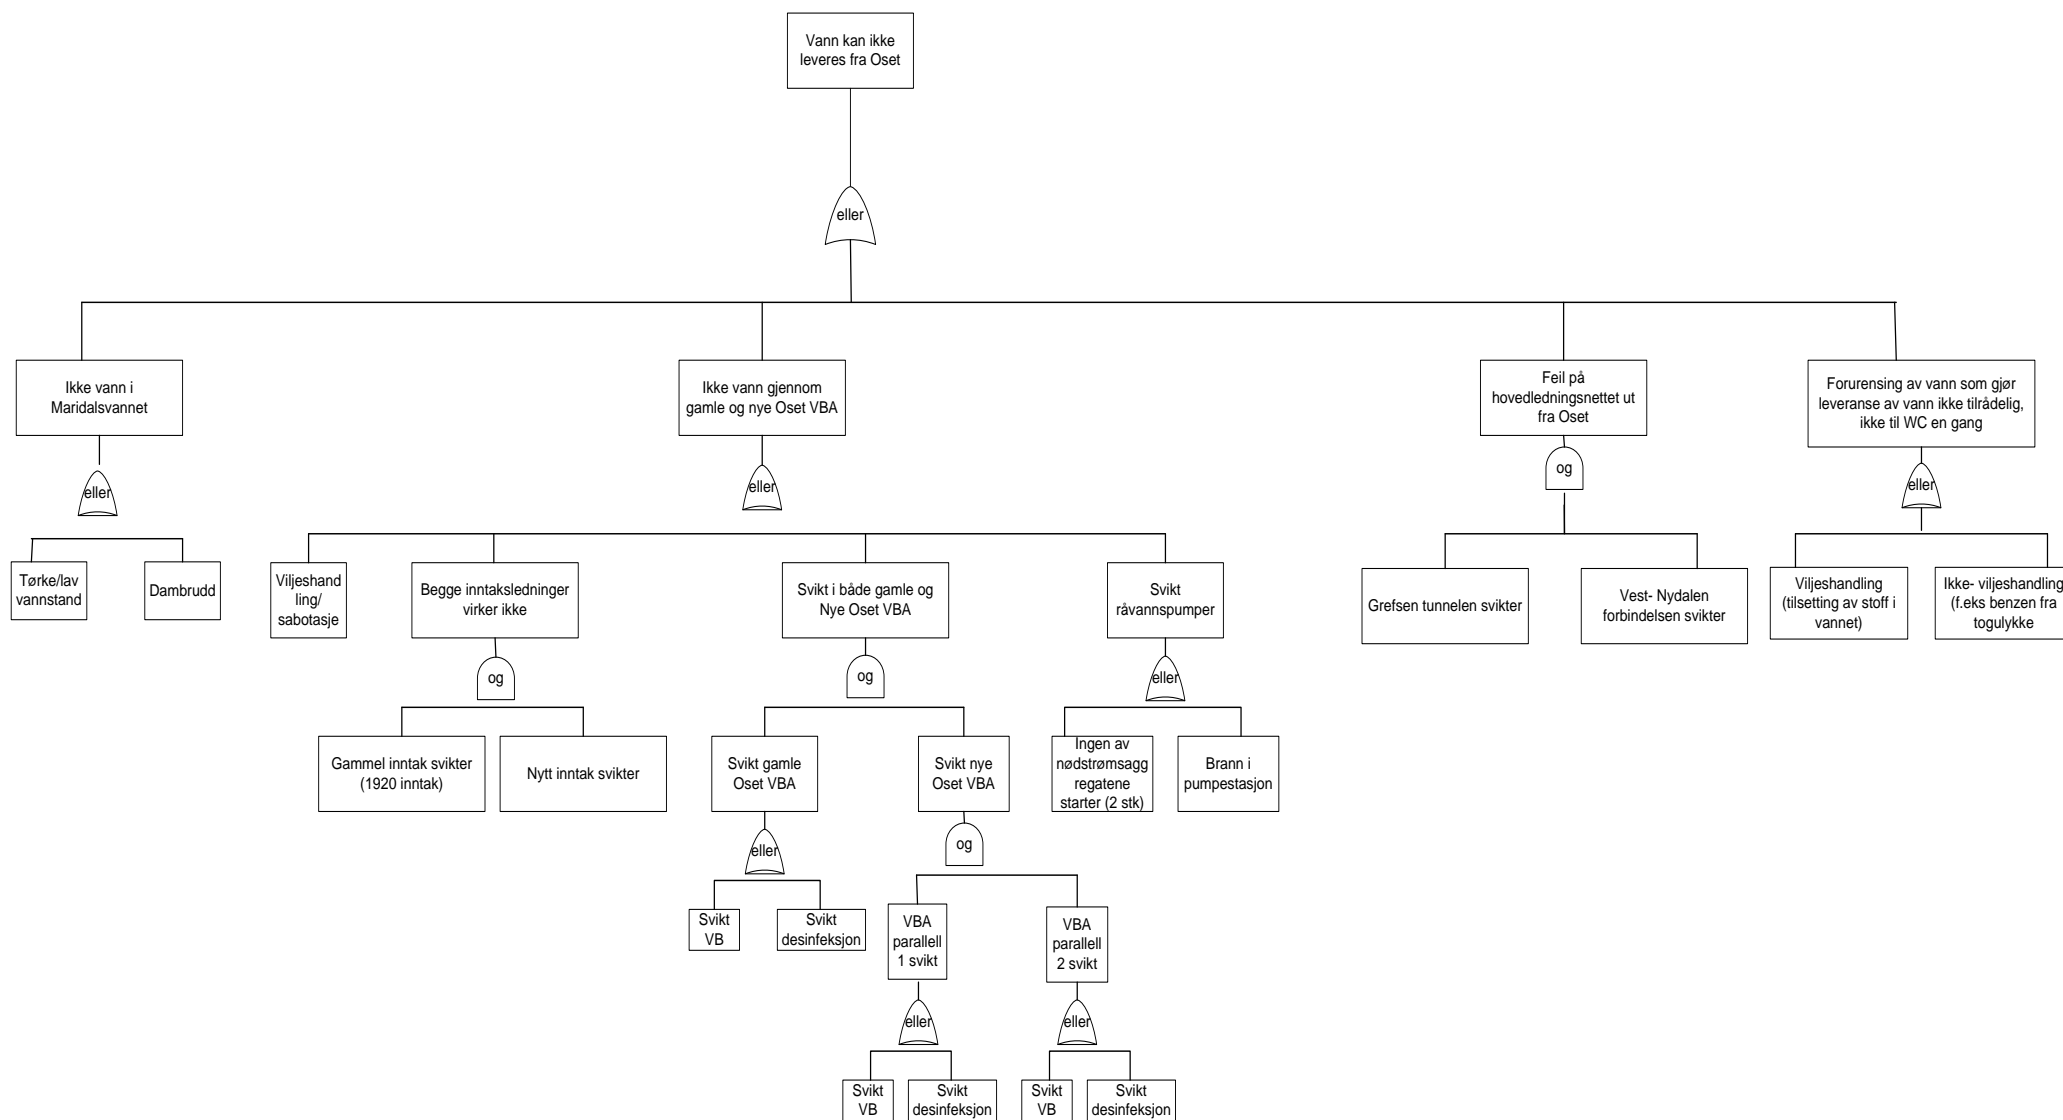 Vann kan ikke
leveres fra Oset
eller
Ikke vann i
Maridalsvannet
Ikke vann gjennom
gamle og nye Oset VBA
Feil på
hovedledningsnettet ut
fra Oset
Forurensing av vann som gjør
leveranse av vann ikke tilrådelig,
ikke til WC en gang
eller
eller
og
eller
Tørke/lav
vannstand
Dambrudd
Viljeshand
ling/
sabotasje
Begge inntaksledninger
virker ikke
Svikt i både gamle og
Nye Oset VBA
Svikt
råvannspumper
Grefsen tunnelen svikter
Vest- Nydalen
forbindelsen svikter
Viljeshandling
(tilsetting av stoff i
vannet)
Ikke- viljeshandling
(f.eks benzen fra
togulykke
og
og
eller
Gammel inntak svikter
(1920 inntak)
Nytt inntak svikter
Svikt gamle
Oset VBA
Svikt nye
Oset VBA
Ingen av
nødstrømsagg
regatene
starter (2 stk)
Brann i
pumpestasjon
eller
og
Svikt
VB
Svikt
desinfeksjon
VBA
parallell
1 svikt
VBA
parallell
2 svikt
eller
eller
Svikt
VB
Svikt
desinfeksjon
Svikt
VB
Svikt
desinfeksjon